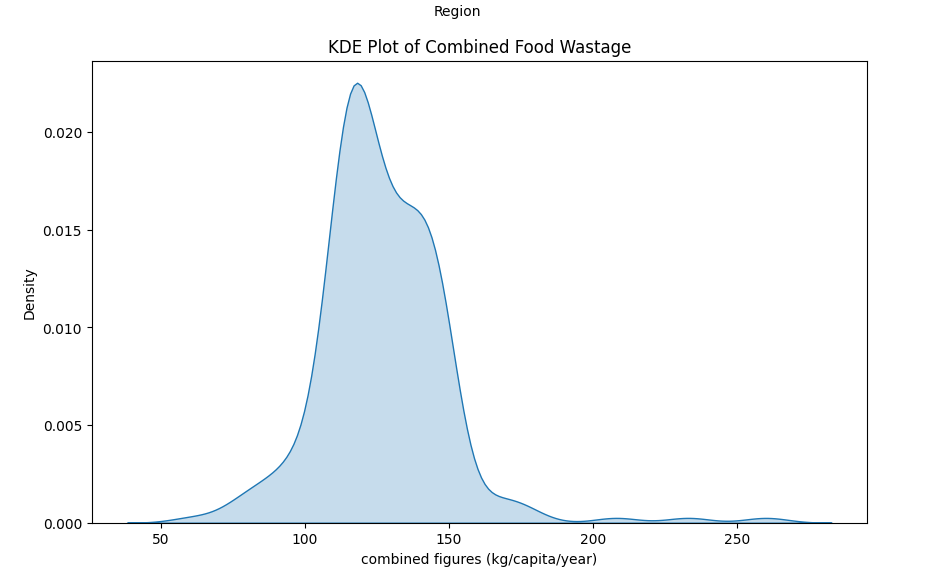 Region
KDE Plot of Combined Food Wastage
0.020
0.015
0.010
0.005
0.000
Density
50 100 150 200 250
combined figures (kg/capita/year)